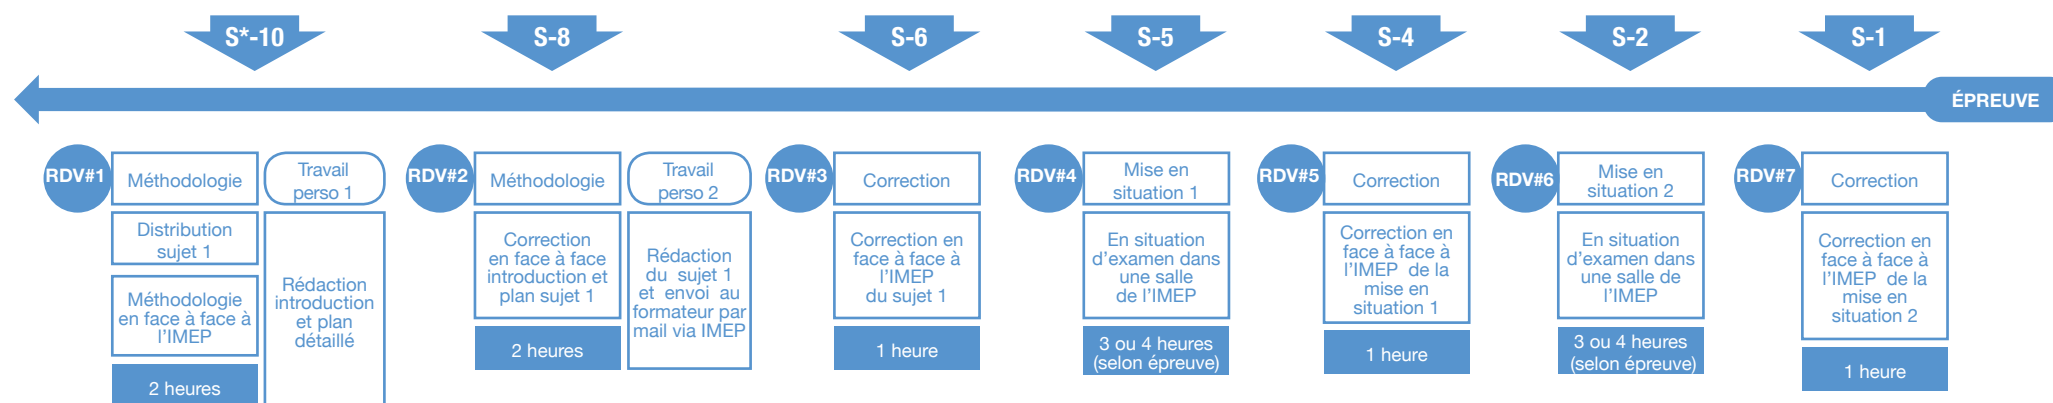 S*-10
S-8
S-6
S-5
S-4
S-2
S-1
ÉPREUVE
RDV#1
Méthodologie
Distribution
sujet 1
Méthodologie
en face à face à
l'IMEP
2 heures
Travail
perso 1
Rédaction
introduction
et plan
détaillé
RDV#2
Méthodologie
Correction
en face à face
introduction et
plan sujet 1
2 heures
Travail
perso 2
Rédaction
du sujet 1
et envoi au
formateur par
mail via IMEP
RDV#3
Correction
Correction en
face à face à
l'IMEP
du sujet 1
1 heure
RDV#4
Mise en
situation 1
En situation
d'examen dans
une salle
de l'IMEP
3 ou 4 heures
(selon épreuve)
RDV#5
Correction
Correction en
face à face à
l'IMEP de la
mise en
situation 1
1 heure
RDV#6
Mise en
situation 2
En situation
d'examen dans
une salle de
l'IMEP
3 ou 4 heures
(selon épreuve)
RDV#7
Correction
Correction en
face à face à
l'IMEP de la
mise en
situation 2
1 heure